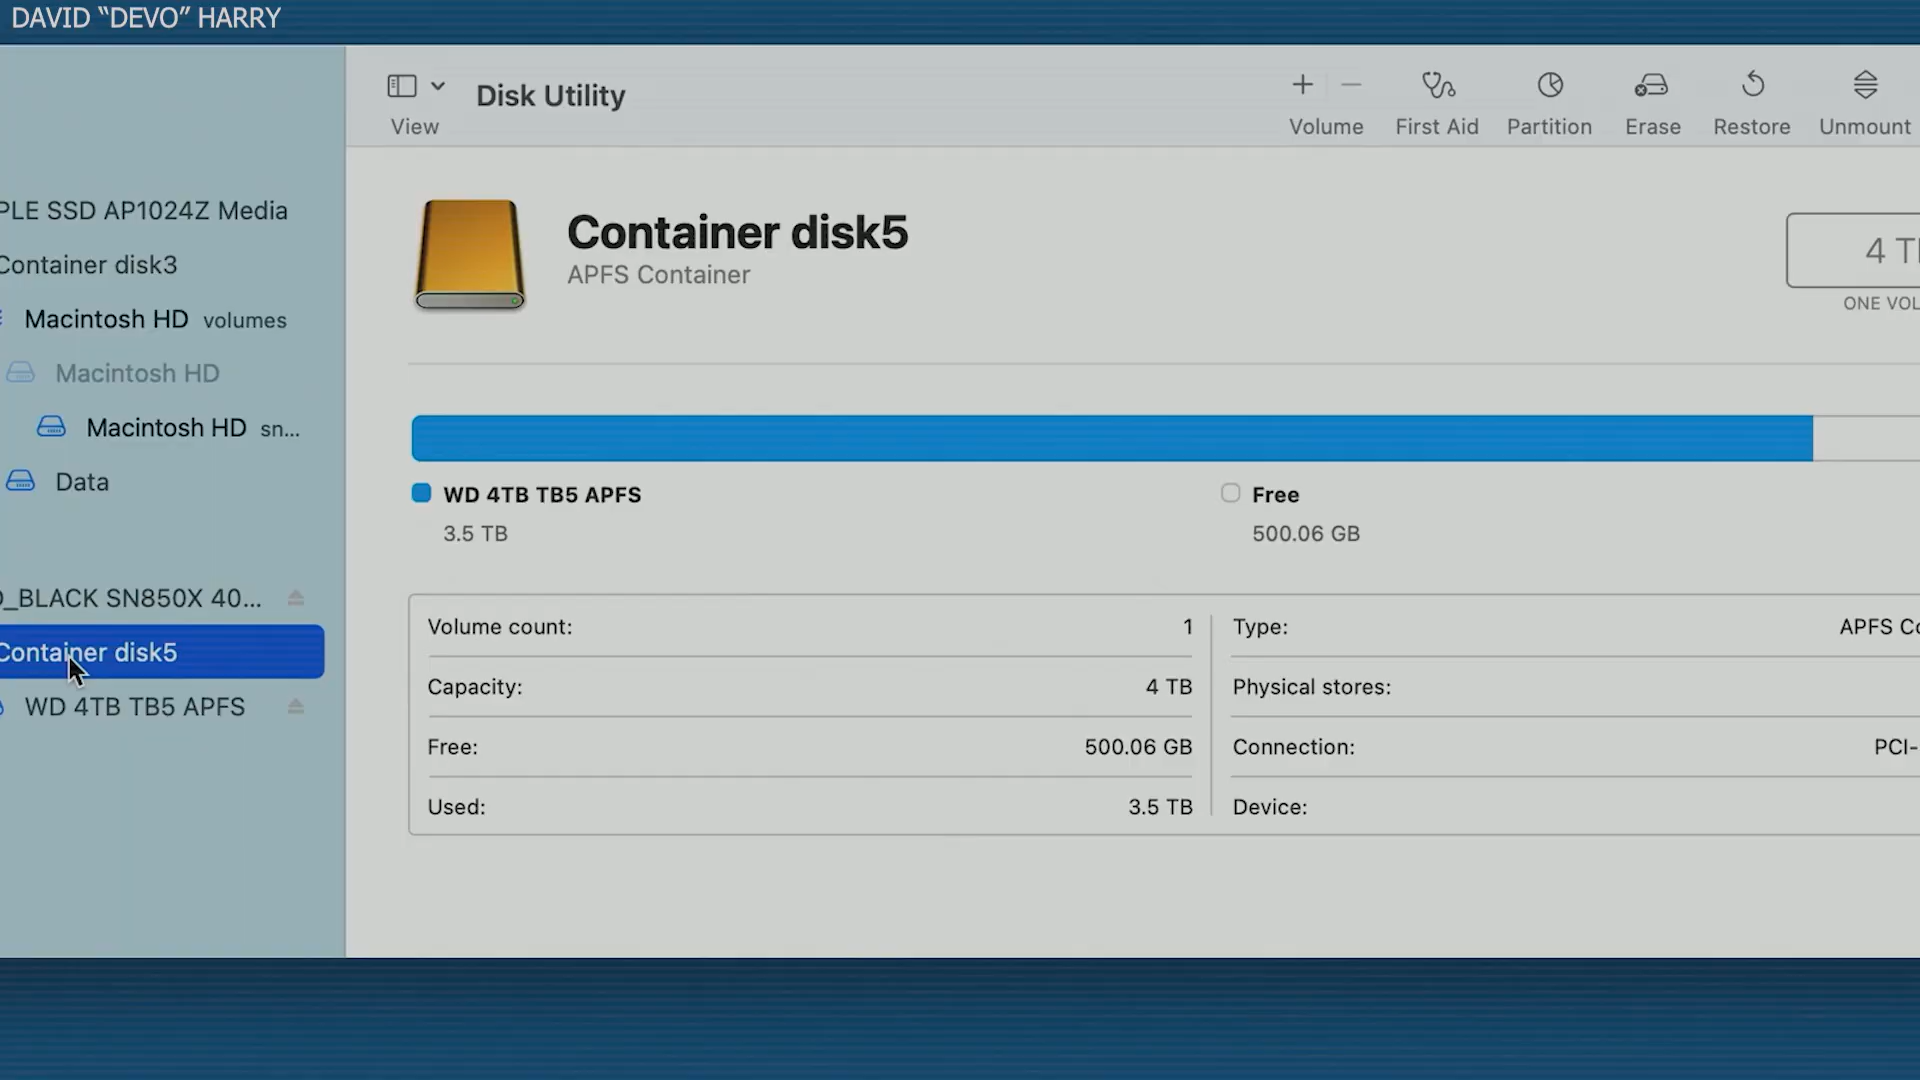 DAVID “DEVO” HARRY
View
Disk Utility
Volume
First Aid
Partition
Erase
Restore
Unmount
PLE SSD AP1024Z Media
Container disk3
Macintosh HD volumes
Macintosh HD
Macintosh HD sn...
Data
_BLACK SN850X 40...
Container disk5
WD 4TB TB5 APFS
Container disk5
APFS Container
4 T
ONE VOL
WD 4TB TB5 APFS
3.5 TB
Free
500.06 GB
Volume count: 1
Capacity: 4 TB
Free: 500.06 GB
Used: 3.5 TB
Type: APFS Co
Physical stores:
Connection: PCI-
Device: